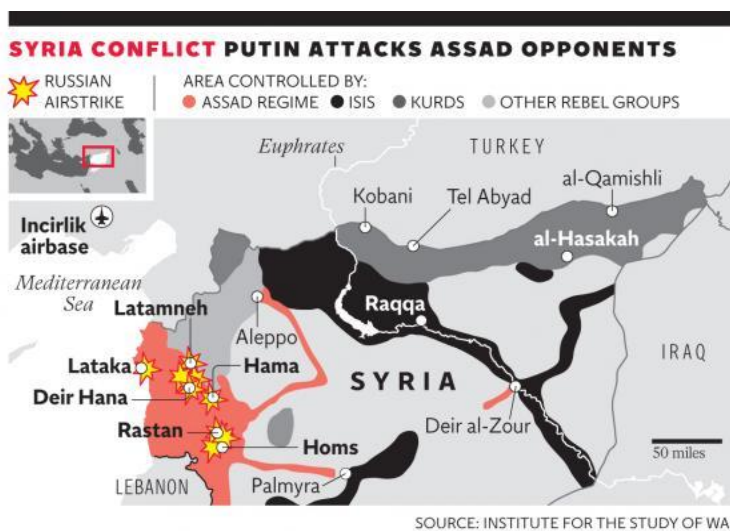 SYRIA CONFLICT PUTIN ATTACKS ASSAD OPPONENTS
RUSSIAN
AIRSTRIKE
AREA CONTROLLED BY:
ASSAD REGIME ISIS KURDS OTHER REBEL GROUPS
Euphrates
TURKEY
Kobani
Tel Abyad
al-Qamishli
Incirlik
airbase
al-Hasakah
Mediterranean
Sea
Latamneh
Aleppo
Raqqa
IRAQ
Lataka
Hama
SYRIA
Deir Hana
Deir al-Zour
Rastan
Homs
50 miles
LEBANON
Palmyra
SOURCE: INSTITUTE FOR THE STUDY OF WA